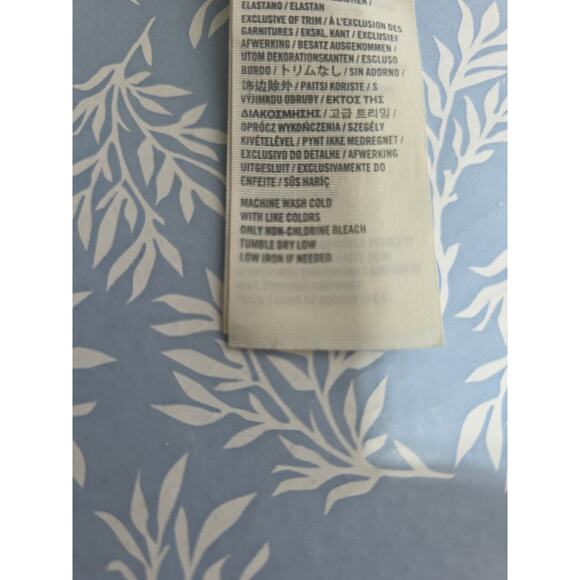 ELASTANG / ELASTAN
EXCLUSIVE OF TRIM / À L'EXCLUSION DES
GARNITURES / EKSKL. KANT / EXCLUSIEF
AFWERKING / BESATZ AUSGENOMMEN /
UTOM DEKORATIONSKANTEN / ESCLUSO
BORDO / トリムなし / SIN ADORNO /
饰边除外 / PAITSI KORISTE / S
VÝJIMKOU OBRUBY / ΕΚΤΟΣ ΤΗΣ
ΔΙΑΚΟΣΜΗΣΗΣ / 고급 트리밍 /
OPRÓCZ WYKOŃCZENIA / SZEGÉLY
KIVÉTELÉVEL / PYNT IKKE MEDREGNET /
EXCLUSIVO DO DETALHE / AFWERKING
UITGESLUIT / EXCLUSIVAMENTE DO
ENFEITE / SÜS HARİÇ
MACHINE WASH COLD
WITH LIKE COLORS
ONLY NON-CHLORINE BLEACH
TUMBLE DRY LOW
LOW IRON IF NEEDED